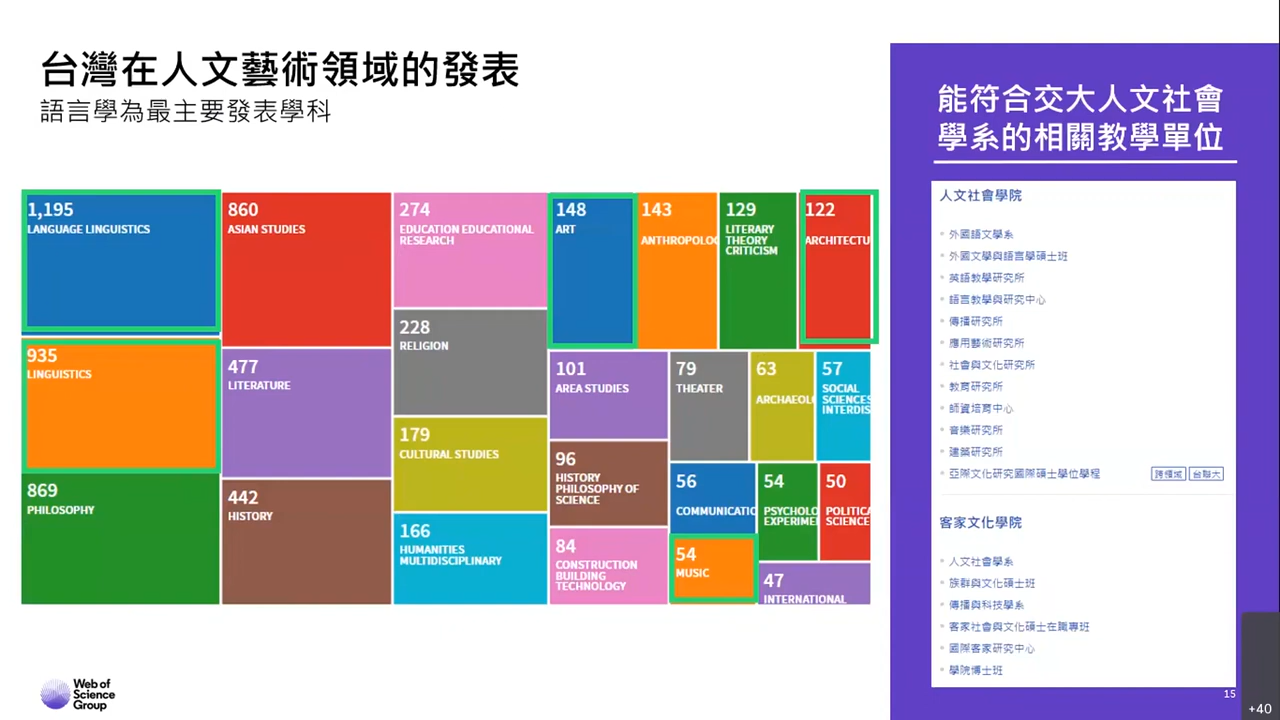 台灣在人文藝術領域的發表
語言學為最主要發表學科
1,195
LANGUAGE LINGUISTICS
935
LINGUISTICS
869
PHILOSOPHY
860
ASIAN STUDIES
477
LITERATURE
442
HISTORY
274
EDUCATION EDUCATIONAL
RESEARCH
228
RELIGION
179
CULTURAL STUDIES
166
HUMANITIES
MULTIDISCIPLINARY
148
ART
143
ANTHROPOLOG
129
LITERARY
THEORY
CRITICISM
122
ARCHITECTU
101
AREA STUDIES
96
HISTORY
PHILOSOPHY OF
SCIENCE
84
CONSTRUCTION
BUILDING
TECHNOLOGY
79
THEATER
63
ARCHAEOL
57
SOCIAL
SCIENCES
INTERDIS
56
COMMUNICATIO
54
PSYCHOLO
EXPERIME
50
POLITICA
SCIENCE
54
MUSIC
47
INTERNATIONAL
Web of
Science
Group
能符合交大人文社會
學系的相關教學單位
人文社會學院
外國語文學系
外國文學與語言學碩士班
英語教學研究所
語言教學與研究中心
傳播研究所
應用藝術研究所
社會與文化研究所
教育研究所
師資培育中心
音樂研究所
建築研究所
亞際文化研究國際碩士學位學程 跨領域 台聯大
客家文化學院
人文社會學系
族群與文化碩士班
傳播與科技學系
客家社會與文化碩士在職專班
國際客家研究中心
學院博士班
15
+40